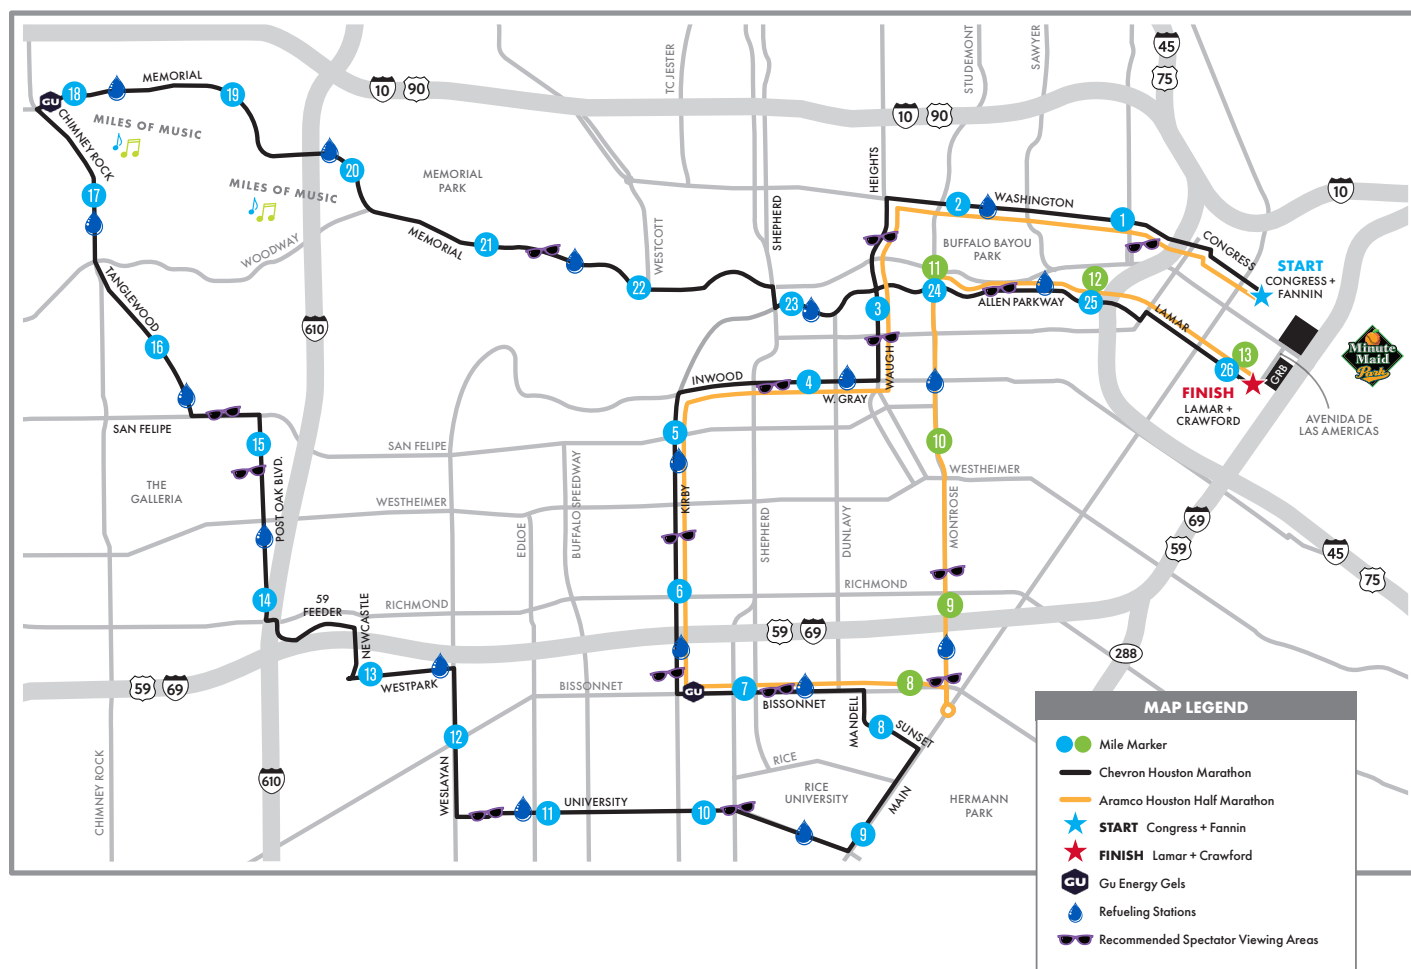 TC JESTER
STUDEMONT
SAWYER
45
75
18
MEMORIAL
19
10
90
10
90
GU
CHIMNEY ROCK
MILES OF MUSIC
20
MEMORIAL
PARK
HEIGHTS
MILES OF MUSIC
17
10
2
WASHINGTON
1
SHEPHERD
WOODWAY
MEMORIAL
21
WESTCOTT
BUFFALO BAYOU
PARK
CONGRESS
START
CONGRESS +
FANNIN
TANGLEWOOD
22
11
24
12
23
3
ALLEN PARKWAY
25
LAMAR
610
16
WAUGH
13
26
GRB
Minute
Maid
Park
INWOOD
4
W. GRAY
FINISH
LAMAR +
CRAWFORD
AVENIDA DE
LAS AMERICAS
SAN FELIPE
15
SAN FELIPE
5
10
THE
GALLERIA
POST OAK BLVD.
WESTHEIMER
BUFFALO SPEEDWAY
EDLOE
KIRBY
SHEPHERD
DUNLAVY
MONTROSE
WESTHEIMER
69
59
45
75
14
59
FEEDER
NEWCASTLE
RICHMOND
6
RICHMOND
9
59
69
288
13
WESTPARK
59
69
BISSONNET
GU
7
BISSONNET
8
MANDELL
8
SUNSET
12
WESLAYAN
610
CHIMNEY ROCK
RICE
RICE
UNIVERSITY
MAIN
HERMANN
PARK
11
UNIVERSITY
10
9
MAP LEGEND
Mile Marker
Chevron Houston Marathon
Aramco Houston Half Marathon
START Congress + Fannin
FINISH Lamar + Crawford
GU Gu Energy Gels
Refueling Stations
Recommended Spectator Viewing Areas